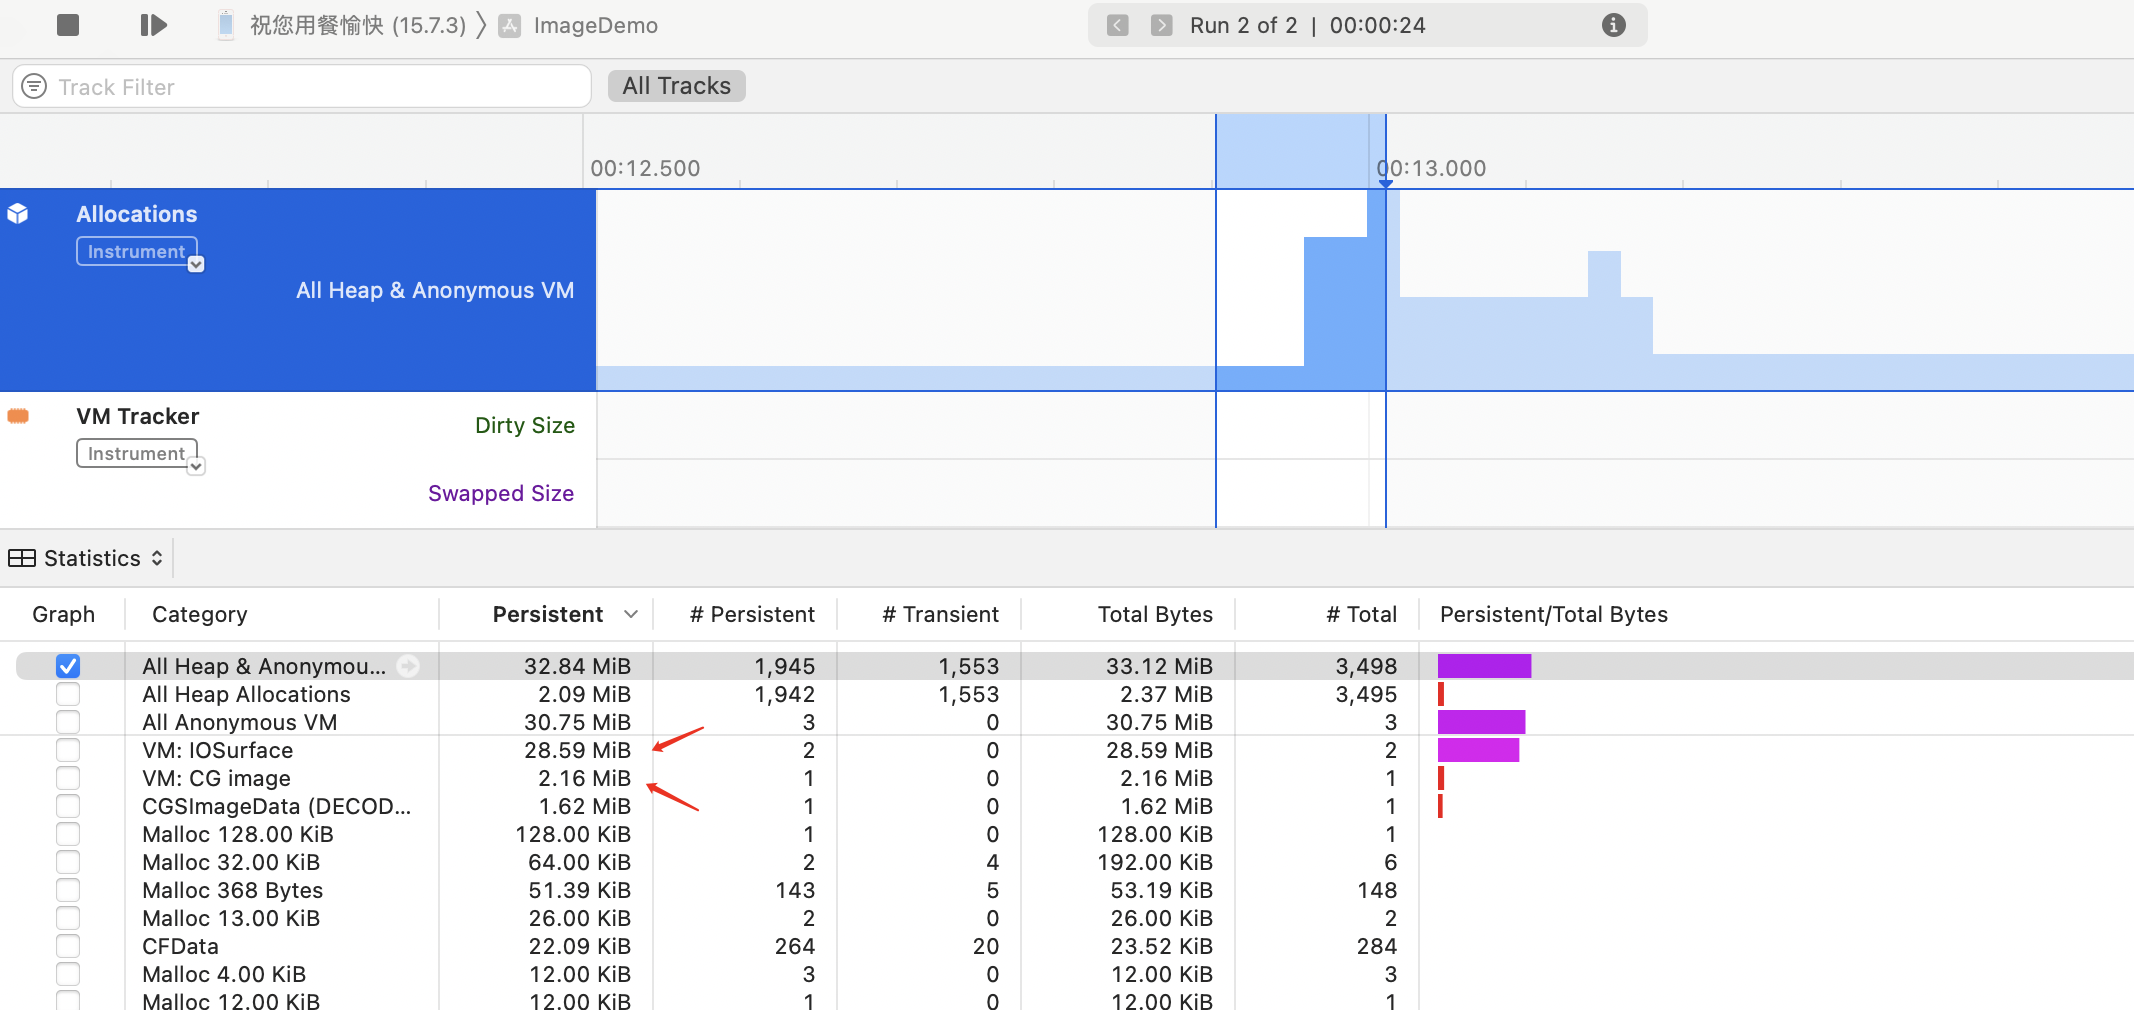 祝您用餐愉快 (15.7.3) ImageDemo Run 2 of 2 | 00:00:24
Track Filter All Tracks
00:12.500 00:13.000
Allocations
Instrument
All Heap & Anonymous VM
VM Tracker
Instrument
Dirty Size
Swapped Size
Statistics
Graph Category Persistent # Persistent # Transient Total Bytes # Total Persistent/Total Bytes
All Heap & Anonymou... 32.84 MiB 1,945 1,553 33.12 MiB 3,498
All Heap Allocations 2.09 MiB 1,942 1,553 2.37 MiB 3,495
All Anonymous VM 30.75 MiB 3 0 30.75 MiB 3
VM: IOSurface 28.59 MiB 2 0 28.59 MiB 2
VM: CG image 2.16 MiB 1 0 2.16 MiB 1
CGSImageData (DECOD... 1.62 MiB 1 0 1.62 MiB 1
Malloc 128.00 KiB 128.00 KiB 1 0 128.00 KiB 1
Malloc 32.00 KiB 64.00 KiB 2 4 192.00 KiB 6
Malloc 368 Bytes 51.39 KiB 143 5 53.19 KiB 148
Malloc 13.00 KiB 26.00 KiB 2 0 26.00 KiB 2
CFData 22.09 KiB 264 20 23.52 KiB 284
Malloc 4.00 KiB 12.00 KiB 3 0 12.00 KiB 3
Malloc 12.00 KiB 12.00 KiB 1 0 12.00 KiB 1